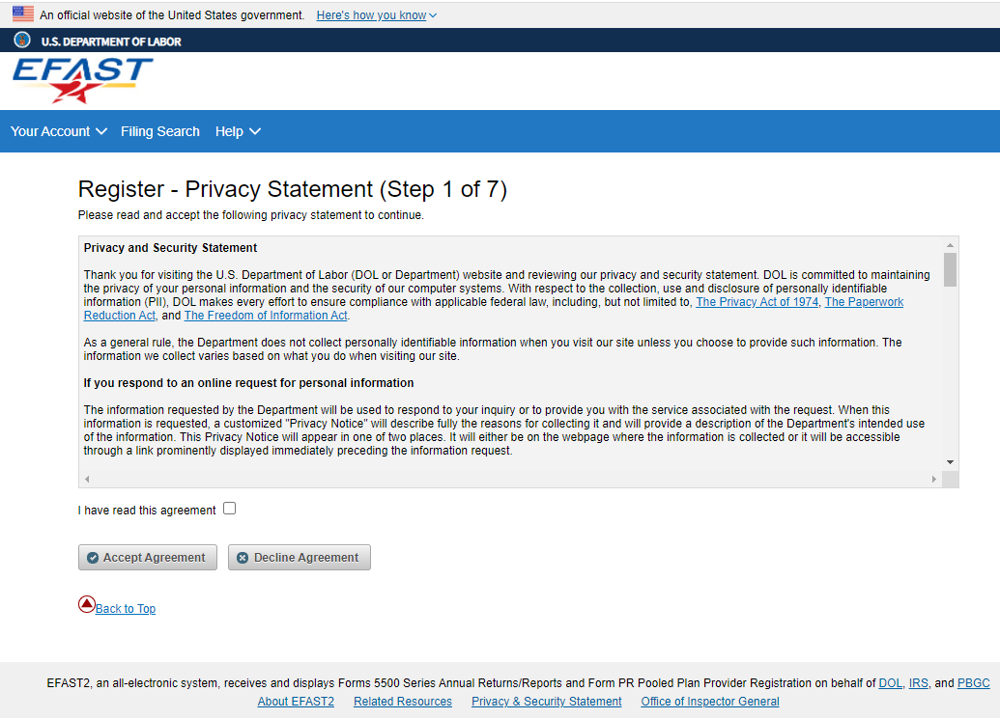 An official website of the United States government. Here's how you know
U.S. DEPARTMENT OF LABOR
EFAST2
Your Account Filing Search Help
Register - Privacy Statement (Step 1 of 7)
Please read and accept the following privacy statement to continue.
Privacy and Security Statement
Thank you for visiting the U.S. Department of Labor (DOL or Department) website and reviewing our privacy and security statement. DOL is committed to maintaining
the privacy of your personal information and the security of our computer systems. With respect to the collection, use and disclosure of personally identifiable
information (PII), DOL makes every effort to ensure compliance with applicable federal law, including, but not limited to, The Privacy Act of 1974, The Paperwork
Reduction Act, and The Freedom of Information Act.
As a general rule, the Department does not collect personally identifiable information when you visit our site unless you choose to provide such information. The
information we collect varies based on what you do when visiting our site.
If you respond to an online request for personal information
The information requested by the Department will be used to respond to your inquiry or to provide you with the service associated with the request. When this
information is requested, a customized "Privacy Notice" will describe fully the reasons for collecting it and will provide a description of the Department's intended use
of the information. This Privacy Notice will appear in one of two places. It will either be on the webpage where the information is collected or it will be accessible
through a link prominently displayed immediately preceding the information request.
I have read this agreement
Accept Agreement Decline Agreement
Back to Top
EFAST2, an all-electronic system, receives and displays Forms 5500 Series Annual Returns/Reports and Form PR Pooled Plan Provider Registration on behalf of DOL, IRS, and PBGC
About EFAST2 Related Resources Privacy & Security Statement Office of Inspector General